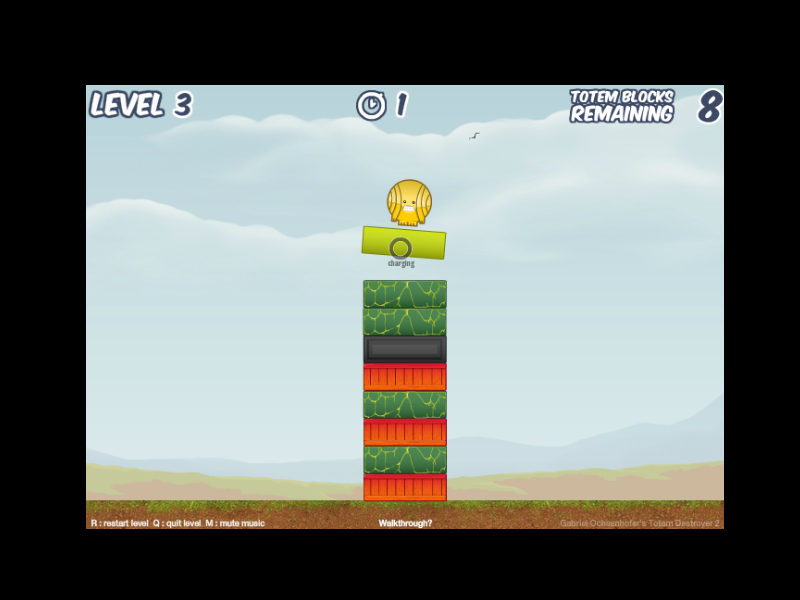 LEVEL 3
1
TOTEM BLOCKS
REMAINING 8
charging
R : restart level Q : quit level M : mute music
Walkthrough?
Gabriel Ochsenhofer's Totem Destroyer 2